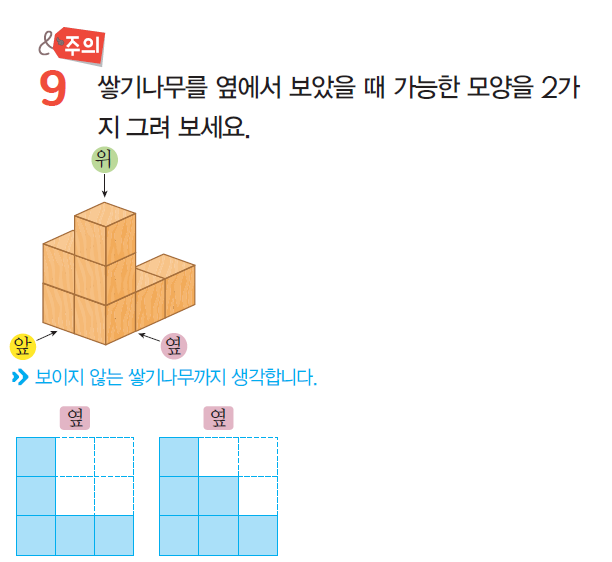 &주의
9 쌓기나무를 옆에서 보았을 때 가능한 모양을 2가
지 그려 보세요.
위
앞
옆
보이지 않는 쌓기나무까지 생각합니다.
옆
옆